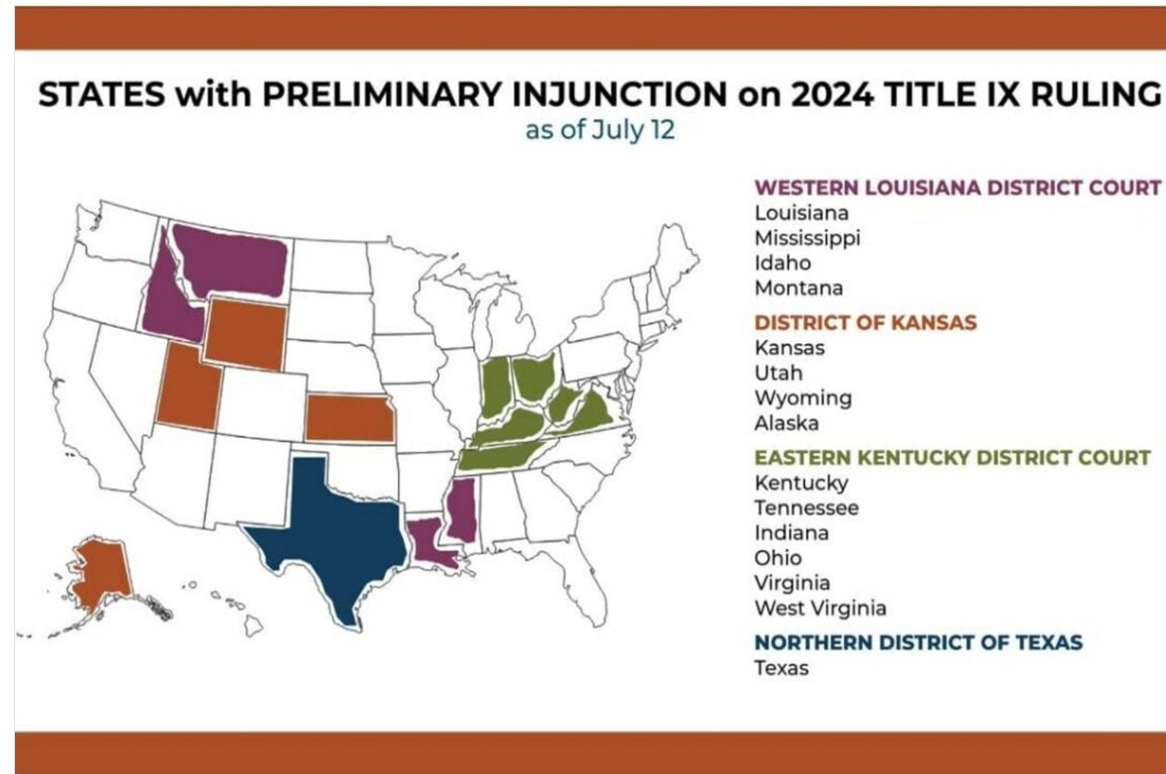 STATES with PRELIMINARY INJUNCTION on 2024 TITLE IX RULING
as of July 12
WESTERN LOUISIANA DISTRICT COURT
Louisiana
Mississippi
Idaho
Montana
DISTRICT OF KANSAS
Kansas
Utah
Wyoming
Alaska
EASTERN KENTUCKY DISTRICT COURT
Kentucky
Tennessee
Indiana
Ohio
Virginia
West Virginia
NORTHERN DISTRICT OF TEXAS
Texas